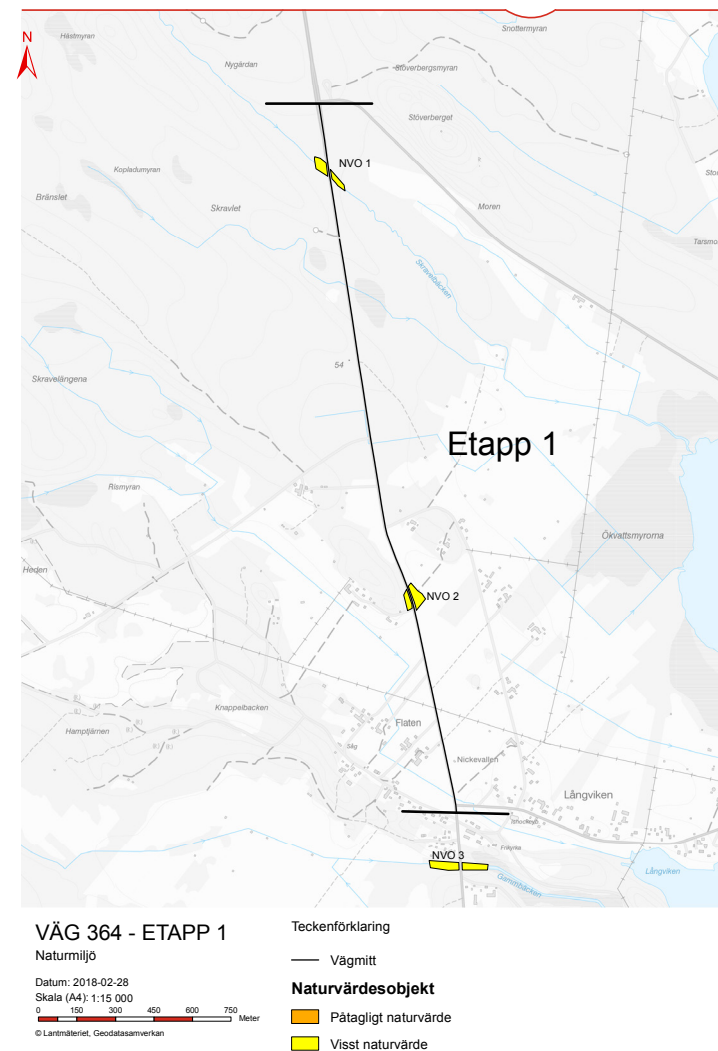 Snottermyran
N
Hästmyran
Nygårdan
Stöverbergsmyran
Stöverberget
NVO 1
Kopladumyran
Bränslet
Skravlet
Moren
Skravelbäcken
54
Skravelängena
Etapp 1
Rismyran
Ökvattsmyrorna
Heden
NVO 2
Knappelbacken
Hamptjärnen
Flaten
Såg
Nickevallen
Långviken
Ishockeyb
Frikyrka
NVO 3
Långviken
Gammbäcken
VÄG 364 - ETAPP 1
Naturmiljö
Datum: 2018-02-28
Skala (A4): 1:15 000
0 150 300 450 600 750
Meter
© Lantmäteriet, Geodatasamverkan
Teckenförklaring
Vägmitt
Naturvärdesobjekt
Påtagligt naturvärde
Visst naturvärde